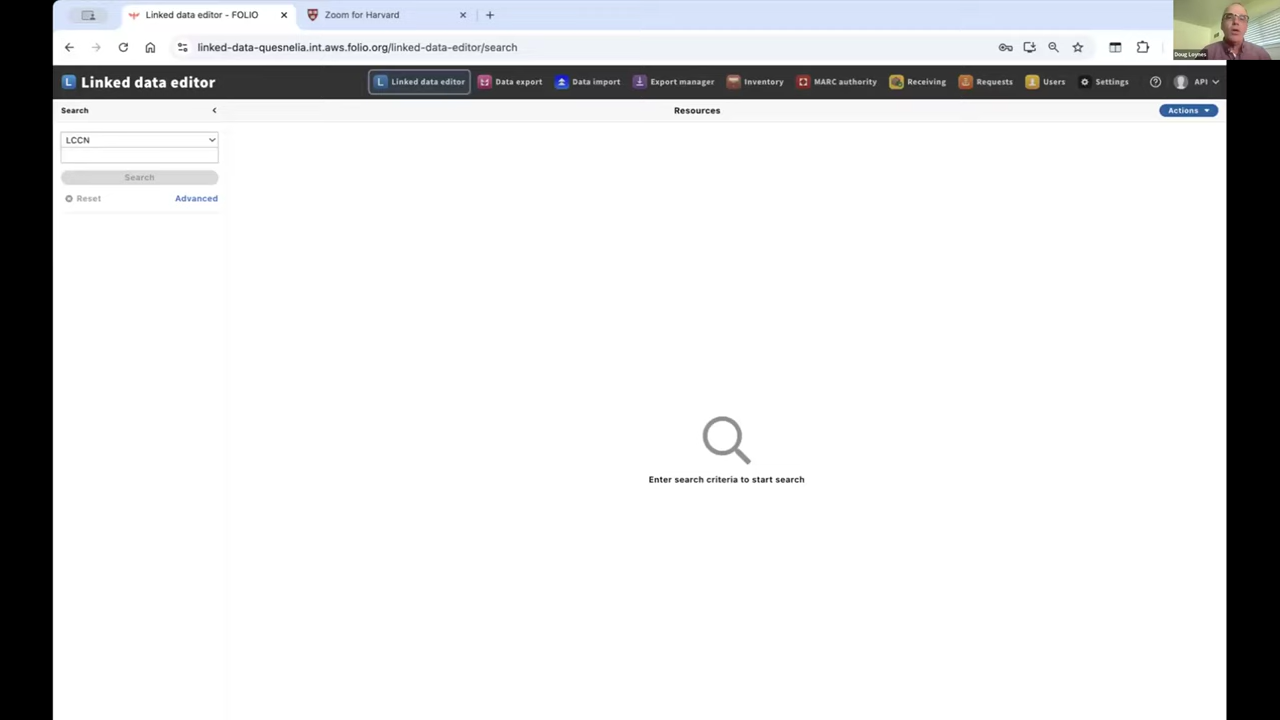 Linked data editor - FOLIO
Zoom for Harvard
linked-data-quesnelia.int.aws.folio.org/linked-data-editor/search
Doug Loynes
L Linked data editor
L Linked data editor
Data export
Data import
Export manager
Inventory
MARC authority
Receiving
Requests
Users
Settings
API
Search
Resources
Actions
LCCN
Search
Reset
Advanced
Enter search criteria to start search